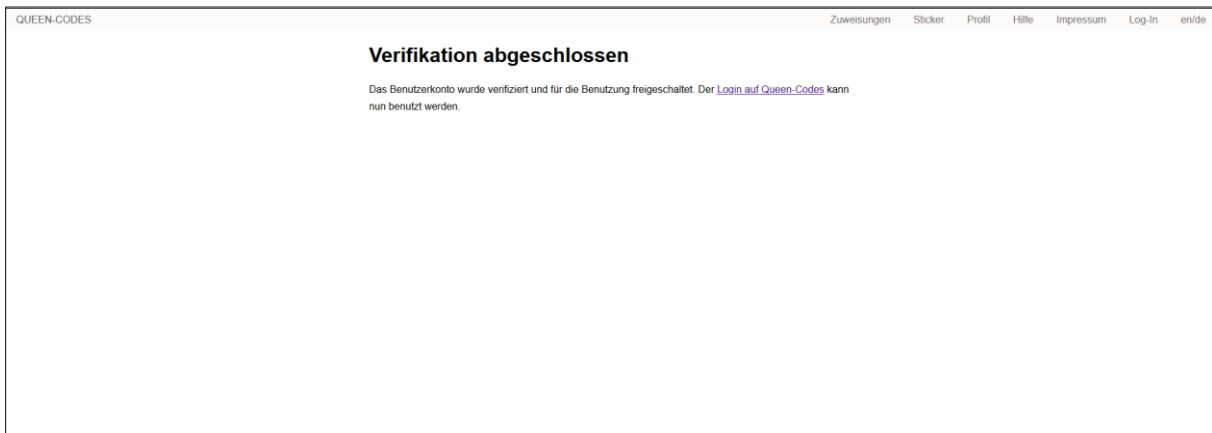 QUEEN-CODES Zuweisungen Sticker Profil Hilfe Impressum Log-In en/de
Verifikation abgeschlossen
Das Benutzerkonto wurde verifiziert und für die Benutzung freigeschaltet. Der Login auf Queen-Codes kann
nun benutzt werden.